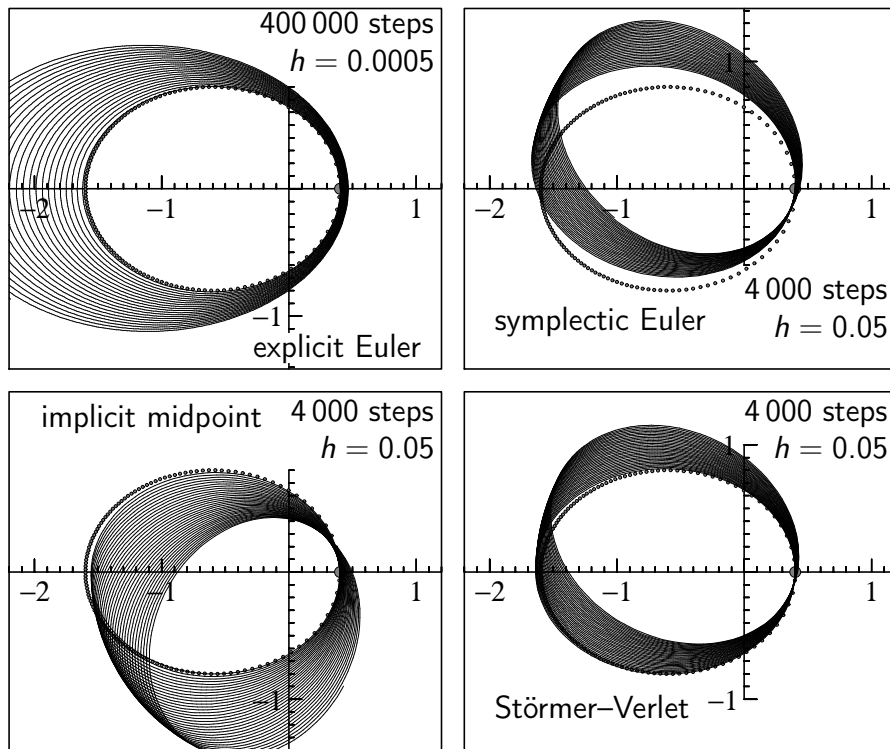 400 000 steps
h = 0.0005
−2 −1 1
−1
explicit Euler
1
−2 −1 1
4 000 steps
symplectic Euler
h = 0.05
implicit midpoint 4 000 steps
h = 0.05
−2 −1 1
−1
4 000 steps
1 h = 0.05
−2 −1 1
Störmer–Verlet −1